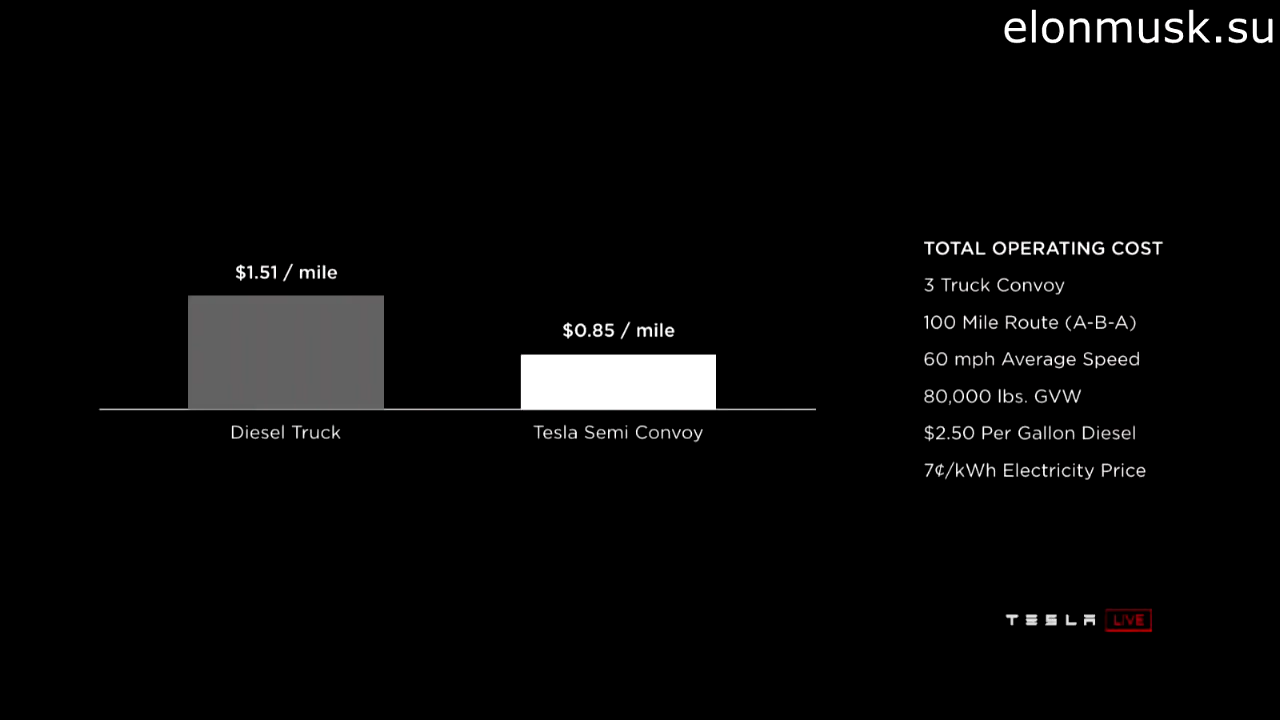 elonmusk.su
$1.51 / mile
$0.85 / mile
Diesel Truck
Tesla Semi Convoy
TOTAL OPERATING COST
3 Truck Convoy
100 Mile Route (A-B-A)
60 mph Average Speed
80,000 lbs. GVW
$2.50 Per Gallon Diesel
7¢/kWh Electricity Price
TESLA LIVE